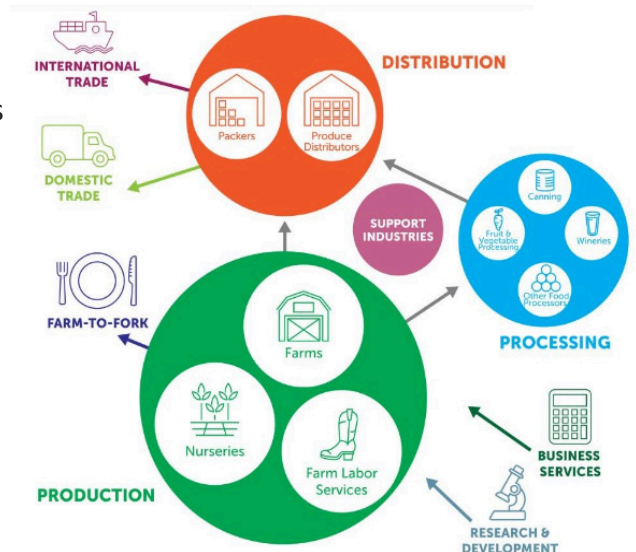 INTERNATIONAL
TRADE
DISTRIBUTION
Packers
Produce
Distributors
S
DOMESTIC
TRADE
SUPPORT
INDUSTRIES
Canning
Fruit &
Vegetable
Processing
Wineries
Other Food
Processors
PROCESSING
FARM-TO-FORK
Farms
Nurseries
Farm Labor
Services
PRODUCTION
BUSINESS
SERVICES
RESEARCH &
DEVELOPMENT